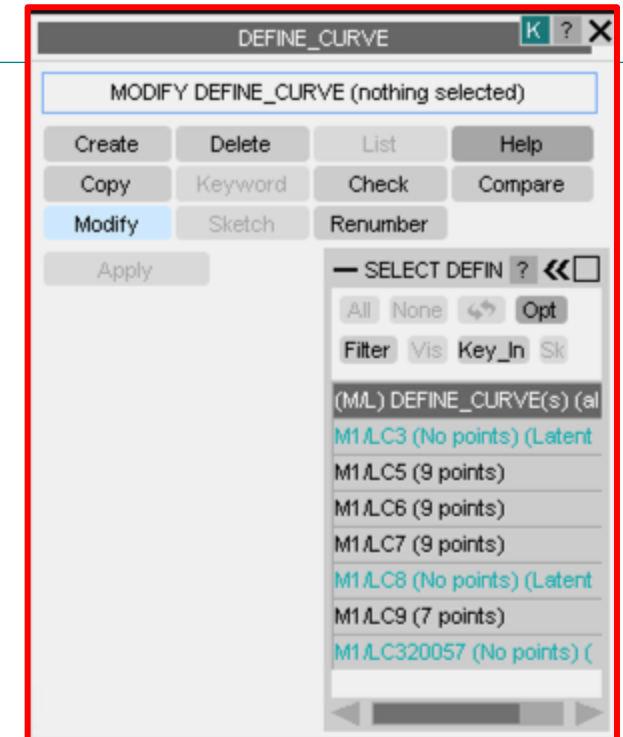 DEFINE_CURVE K ? X
MODIFY DEFINE_CURVE (nothing selected)
Create Delete List Help
Copy Keyword Check Compare
Modify Sketch Renumber
Apply
SELECT DEFIN ?
All None Opt
Filter Vis Key_In Sk
(M/L) DEFINE_CURVE(s) (al
M1/LC3 (No points) (Latent
M1/LC5 (9 points)
M1/LC6 (9 points)
M1/LC7 (9 points)
M1/LC8 (No points) (Latent
M1/LC9 (7 points)
M1/LC320057 (No points) (